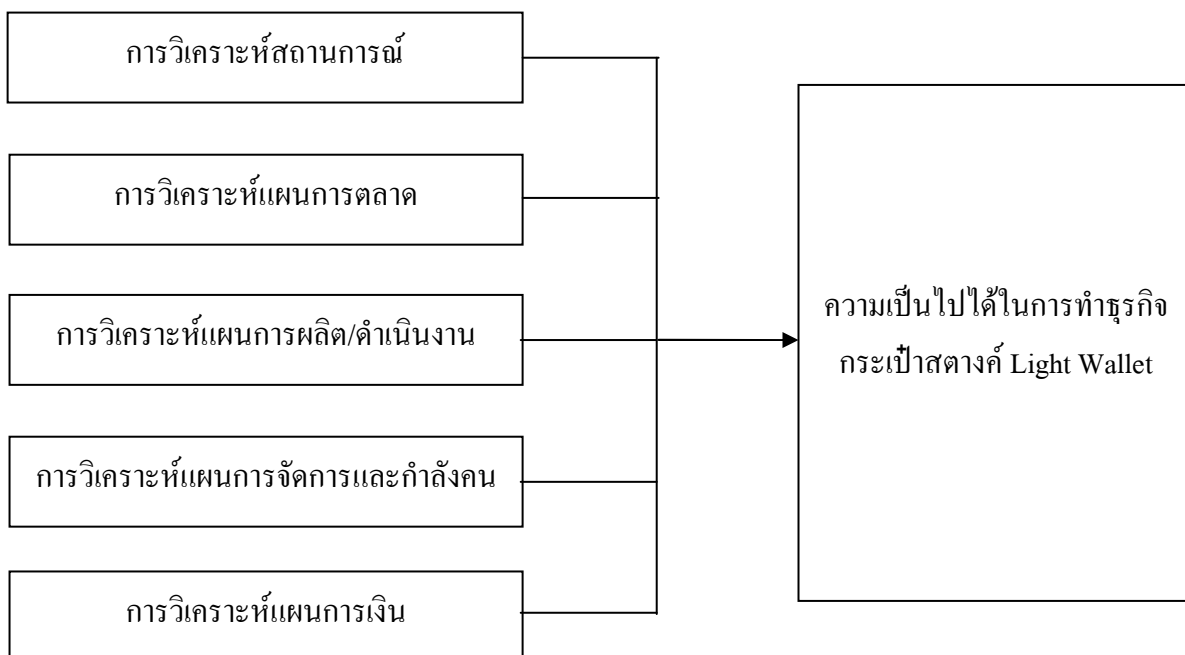 การวิเคราะห์สถานการณ์
การวิเคราะห์แผนการตลาด
การวิเคราะห์แผนการผลิต/ดำเนินงาน
การวิเคราะห์แผนการจัดการและกำลังคน
การวิเคราะห์แผนการเงิน
ความเป็นไปได้ในการทำธุรกิจ
กระเป๋าสตางค์ Light Wallet